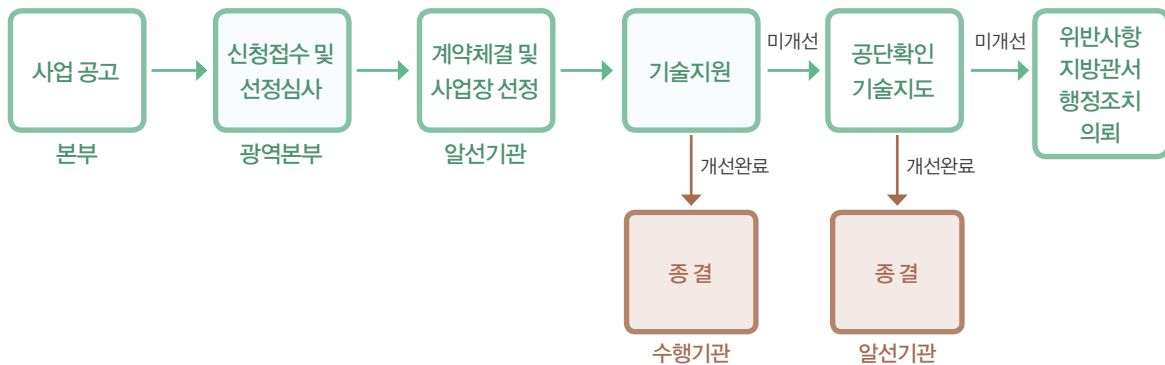 사업 공고
본부
신청접수 및
선정심사
광역본부
계약체결 및
사업장 선정
알선기관
기술지원
미개선
공단확인
기술지도
미개선
위반사항
지방관서
행정조치
의뢰
개선완료
개선완료
종 결
수행기관
종 결
알선기관